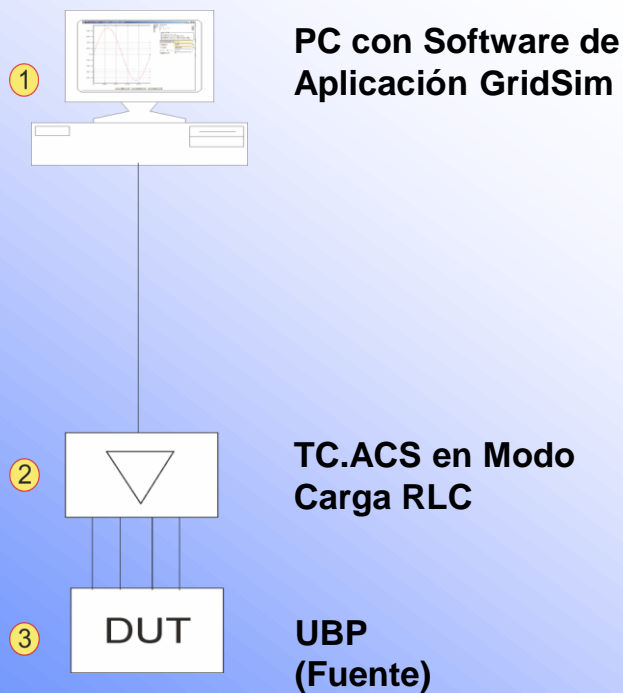 1
PC con Software de
Aplicación GridSim
2
TC.ACS en Modo
Carga RLC
3
DUT
UBP
(Fuente)